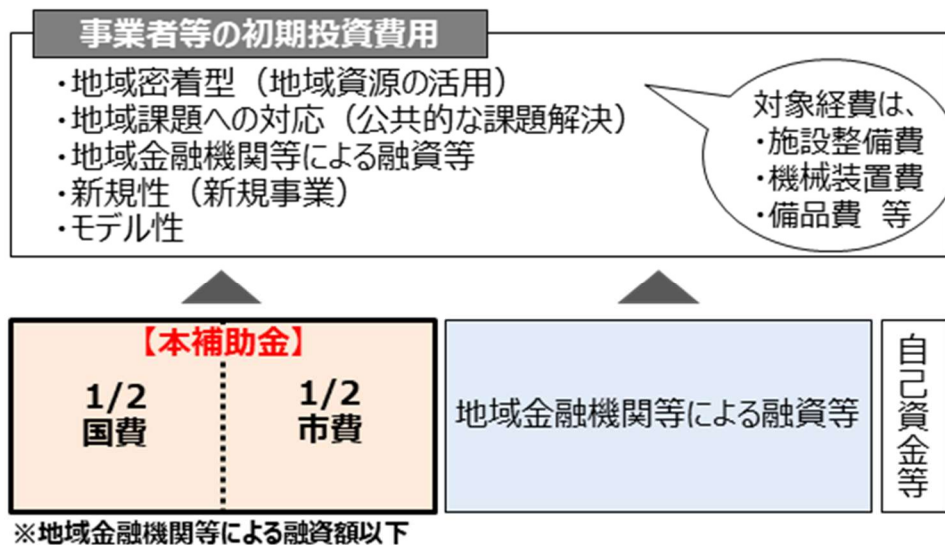 事業者等の初期投資費用
・地域密着型（地域資源の活用）
・地域課題への対応（公共的な課題解決）
・地域金融機関等による融資等
・新規性（新規事業）
・モデル性
対象経費は、
・施設整備費
・機械装置費
・備品費 等
【本補助金】
1/2
国費
1/2
市費
地域金融機関等による融資等
自己資金等
※地域金融機関等による融資額以下